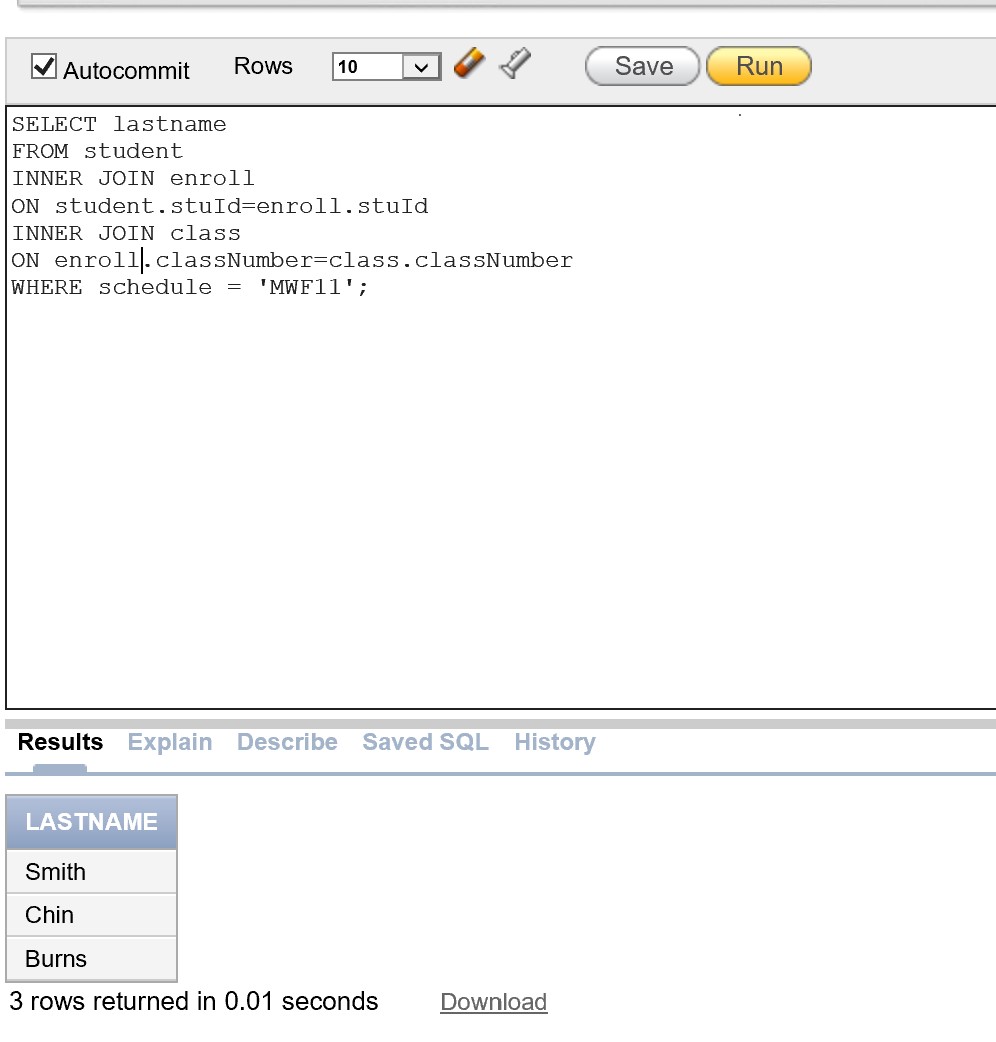 Autocommit Rows 10 Save Run
SELECT lastname
FROM student
INNER JOIN enroll
ON student.stuId=enroll.stuId
INNER JOIN class
ON enroll.classNumber=class.classNumber
WHERE schedule = 'MWF11';
Results Explain Describe Saved SQL History
LASTNAME
Smith
Chin
Burns
3 rows returned in 0.01 seconds Download